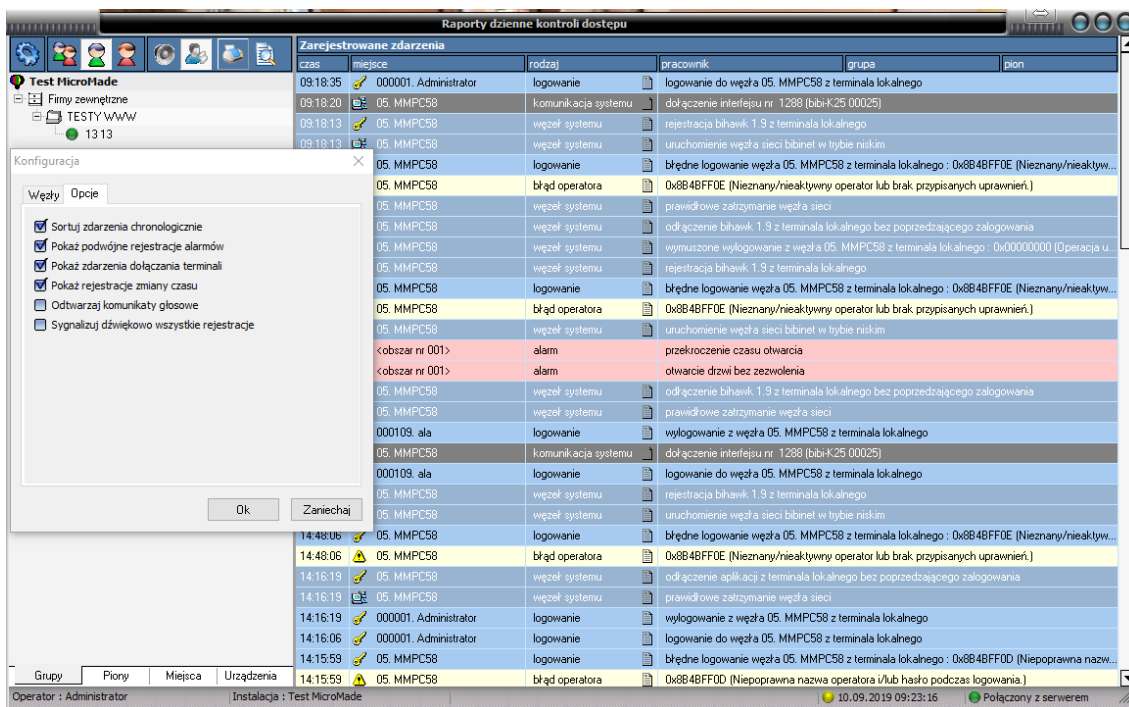 Raporty dzienne kontroli dostępu
Zarejestrowane zdarzenia
czas miejsce rodzaj pracownik grupa pion
Test MicroMade
Firmy zewnętrzne
TESTY WWW
13 13
09:18:35 000001. Administrator logowanie logowanie do węzła 05. MMPC58 z terminala lokalnego
09:18:20 05. MMPC58 komunikacja systemu dołączenie interfejsu nr 1288 (bibi-K25 00025)
09:18:13 05. MMPC58 węzeł systemu rejestracja bihawk 1.9 z terminala lokalnego
09:18:13 05. MMPC58 węzeł systemu uruchomienie węzła sieci bibinet w trybie niskim
05. MMPC58 logowanie błędne logowanie węzła 05. MMPC58 z terminala lokalnego : 0x8B4BFF0E (Nieznany/nieaktyw...
05. MMPC58 błąd operatora 0x8B4BFF0E (Nieznany/nieaktywny operator lub brak przypisanych uprawnień.)
05. MMPC58 węzeł systemu prawidłowe zatrzymanie węzła sieci
05. MMPC58 węzeł systemu odłączenie bihawk 1.9 z terminala lokalnego bez poprzedzającego zalogowania
05. MMPC58 węzeł systemu wymuszone wylogowanie z węzła 05. MMPC58 z terminala lokalnego : 0x00000000 (Operacja u...
05. MMPC58 węzeł systemu rejestracja bihawk 1.9 z terminala lokalnego
05. MMPC58 logowanie błędne logowanie węzła 05. MMPC58 z terminala lokalnego : 0x8B4BFF0E (Nieznany/nieaktyw...
05. MMPC58 błąd operatora 0x8B4BFF0E (Nieznany/nieaktywny operator lub brak przypisanych uprawnień.)
05. MMPC58 węzeł systemu uruchomienie węzła sieci bibinet w trybie niskim
<obszar nr 001> alarm przekroczenie czasu otwarcia
<obszar nr 001> alarm otwarcie drzwi bez zezwolenia
05. MMPC58 węzeł systemu odłączenie bihawk 1.9 z terminala lokalnego bez poprzedzającego zalogowania
05. MMPC58 węzeł systemu prawidłowe zatrzymanie węzła sieci
000109. ala logowanie wylogowanie z węzła 05. MMPC58 z terminala lokalnego
05. MMPC58 komunikacja systemu dołączenie interfejsu nr 1288 (bibi-K25 00025)
000109. ala logowanie logowanie do węzła 05. MMPC58 z terminala lokalnego
05. MMPC58 węzeł systemu rejestracja bihawk 1.9 z terminala lokalnego
05. MMPC58 węzeł systemu uruchomienie węzła sieci bibinet w trybie niskim
14:48:06 05. MMPC58 logowanie błędne logowanie węzła 05. MMPC58 z terminala lokalnego : 0x8B4BFF0E (Nieznany/nieaktyw...
14:48:06 05. MMPC58 błąd operatora 0x8B4BFF0E (Nieznany/nieaktywny operator lub brak przypisanych uprawnień.)
14:16:19 05. MMPC58 węzeł systemu odłączenie aplikacji z terminala lokalnego bez poprzedzającego zalogowania
14:16:19 05. MMPC58 węzeł systemu prawidłowe zatrzymanie węzła sieci
14:16:19 000001. Administrator logowanie wylogowanie z węzła 05. MMPC58 z terminala lokalnego
14:16:06 000001. Administrator logowanie logowanie do węzła 05. MMPC58 z terminala lokalnego
14:15:59 05. MMPC58 logowanie błędne logowanie węzła 05. MMPC58 z terminala lokalnego : 0x8B4BFF0D (Niepoprawna nazw...
14:15:59 05. MMPC58 błąd operatora 0x8B4BFF0D (Niepoprawna nazwa operatora i/lub hasło podczas logowania.)
Konfiguracja
Węzły Opcje
Sortuj zdarzenia chronologicznie
Pokaż podwójne rejestracje alarmów
Pokaż zdarzenia dołączania terminali
Pokaż rejestracje zmiany czasu
Odtwarzaj komunikaty głosowe
Sygnalizuj dźwiękowo wszystkie rejestracje
Ok Zaniechaj
Grupy Piony Miejsca Urządzenia
Operator : Administrator Instalacja : Test MicroMade 10.09.2019 09:23:16 Połączony z serwerem